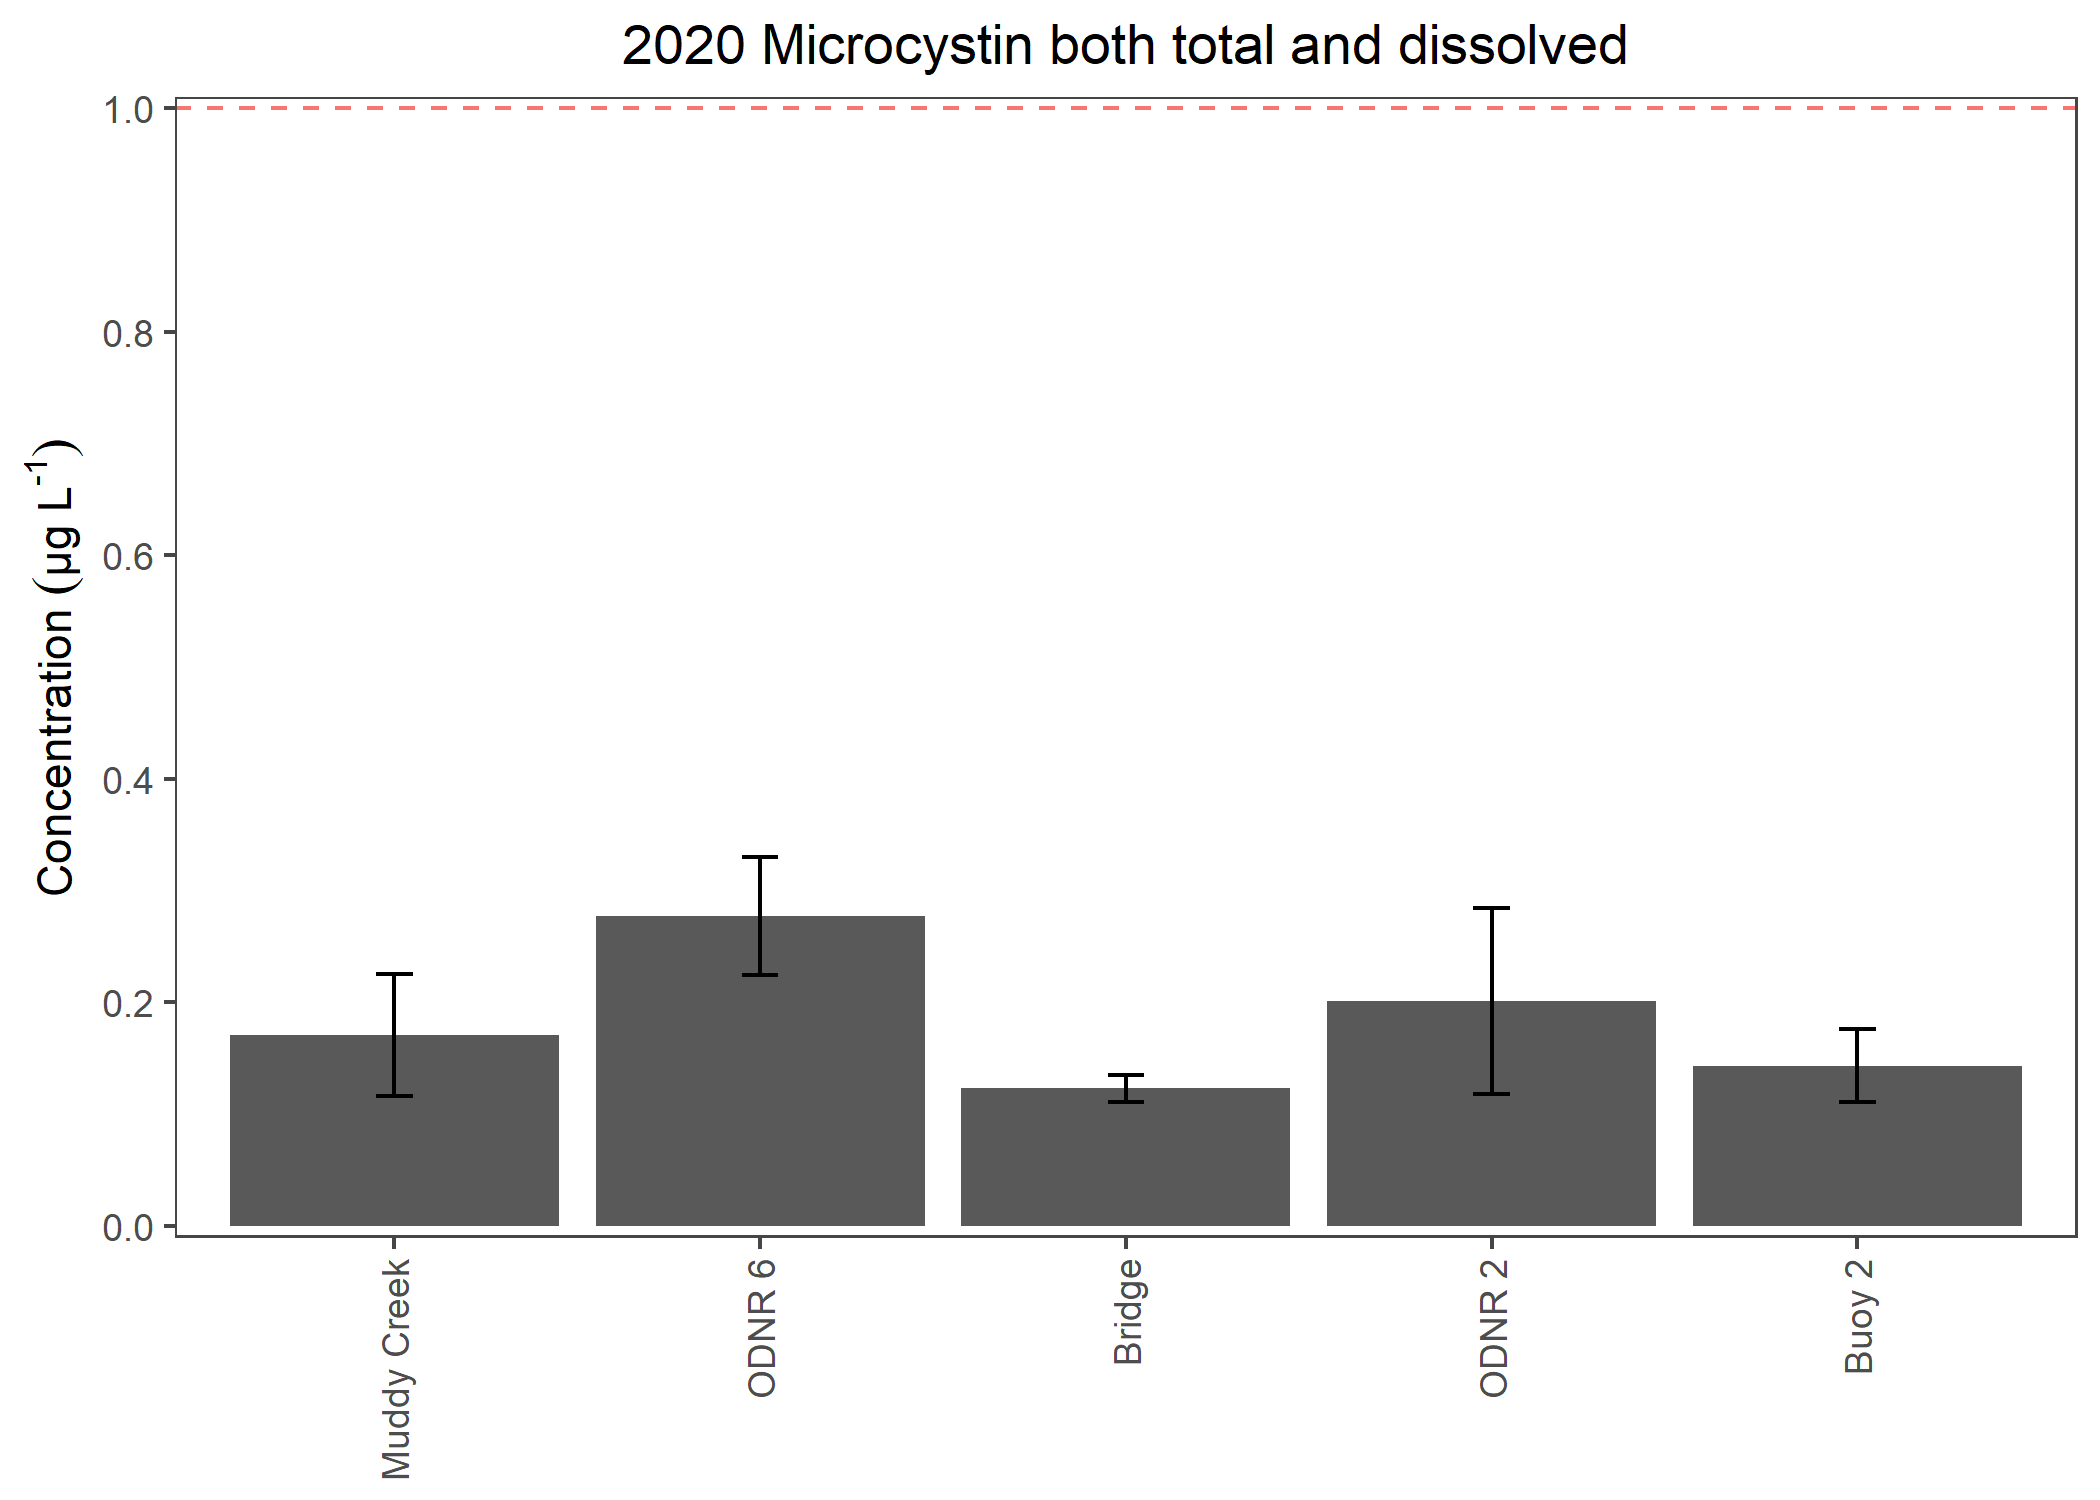 2020 Microcystin both total and dissolved
Concentration (µg L⁻¹)
1.0
0.8
0.6
0.4
0.2
0.0
Muddy Creek
ODNR 6
Bridge
ODNR 2
Buoy 2